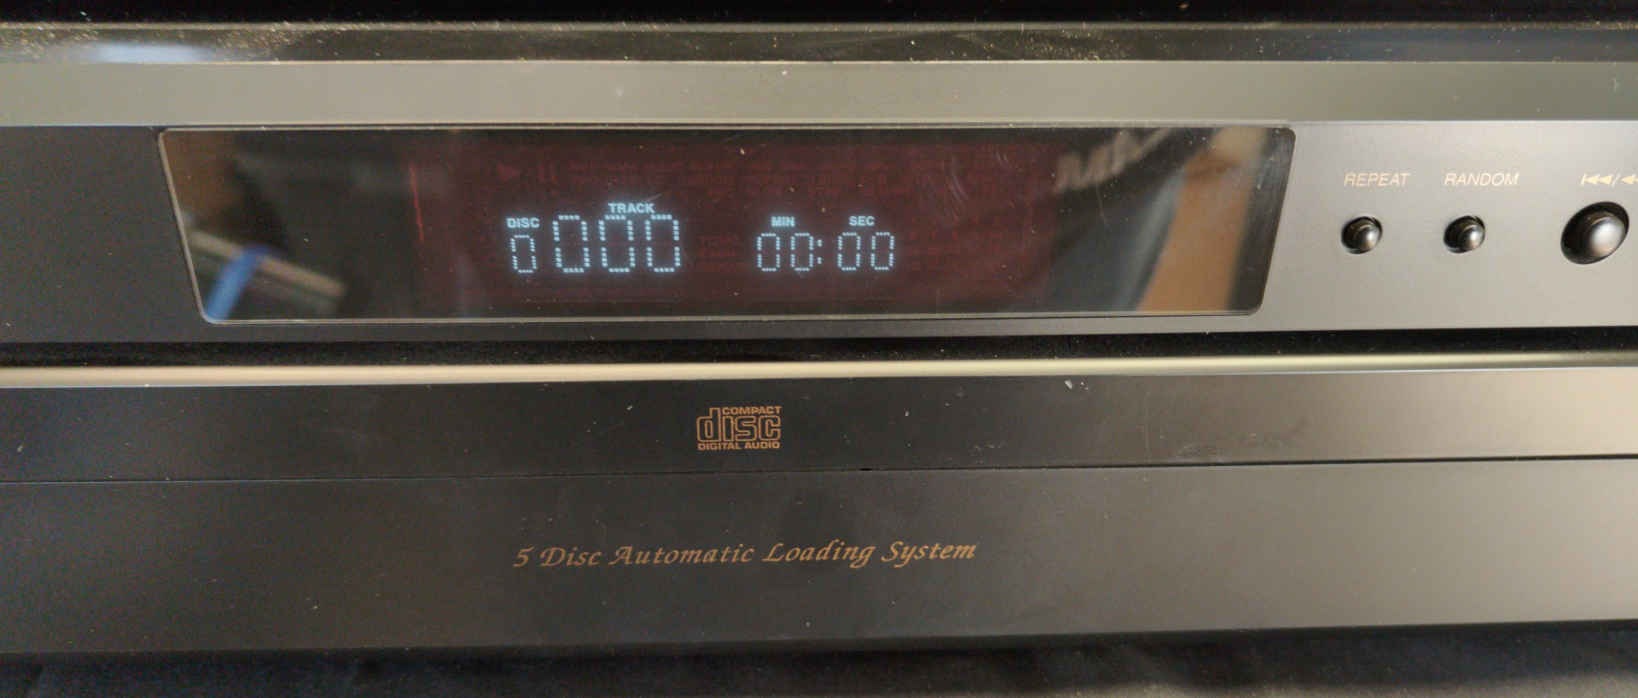 REPEAT RANDOM
DISC TRACK MIN SEC
0 000 00:00
COMPACT
disc
DIGITAL AUDIO
5 Disc Automatic Loading System